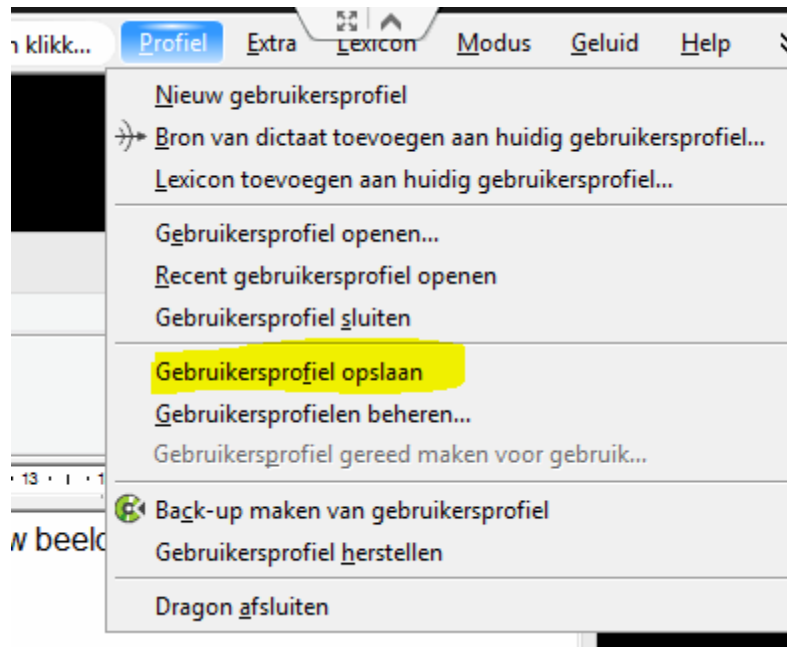 klikk... Profiel Extra Lexicon Modus Geluid Help
Nieuw gebruikersprofiel
Bron van dictaat toevoegen aan huidig gebruikersprofiel...
Lexicon toevoegen aan huidig gebruikersprofiel...
Gebruikersprofiel openen...
Recent gebruikersprofiel openen
Gebruikersprofiel sluiten
Gebruikersprofiel opslaan
Gebruikersprofielen beheren...
Gebruikersprofiel gereed maken voor gebruik...
13
Back-up maken van gebruikersprofiel
w beeld
Gebruikersprofiel herstellen
Dragon afsluiten